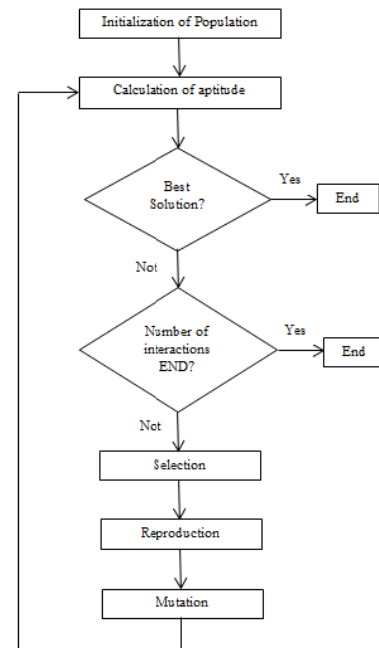 Initialization of Population
Calculation of aptitude
Best
Solution?
Yes
End
Not
Number of
interactions
END?
Yes
End
Not
Selection
Reproduction
Mutation